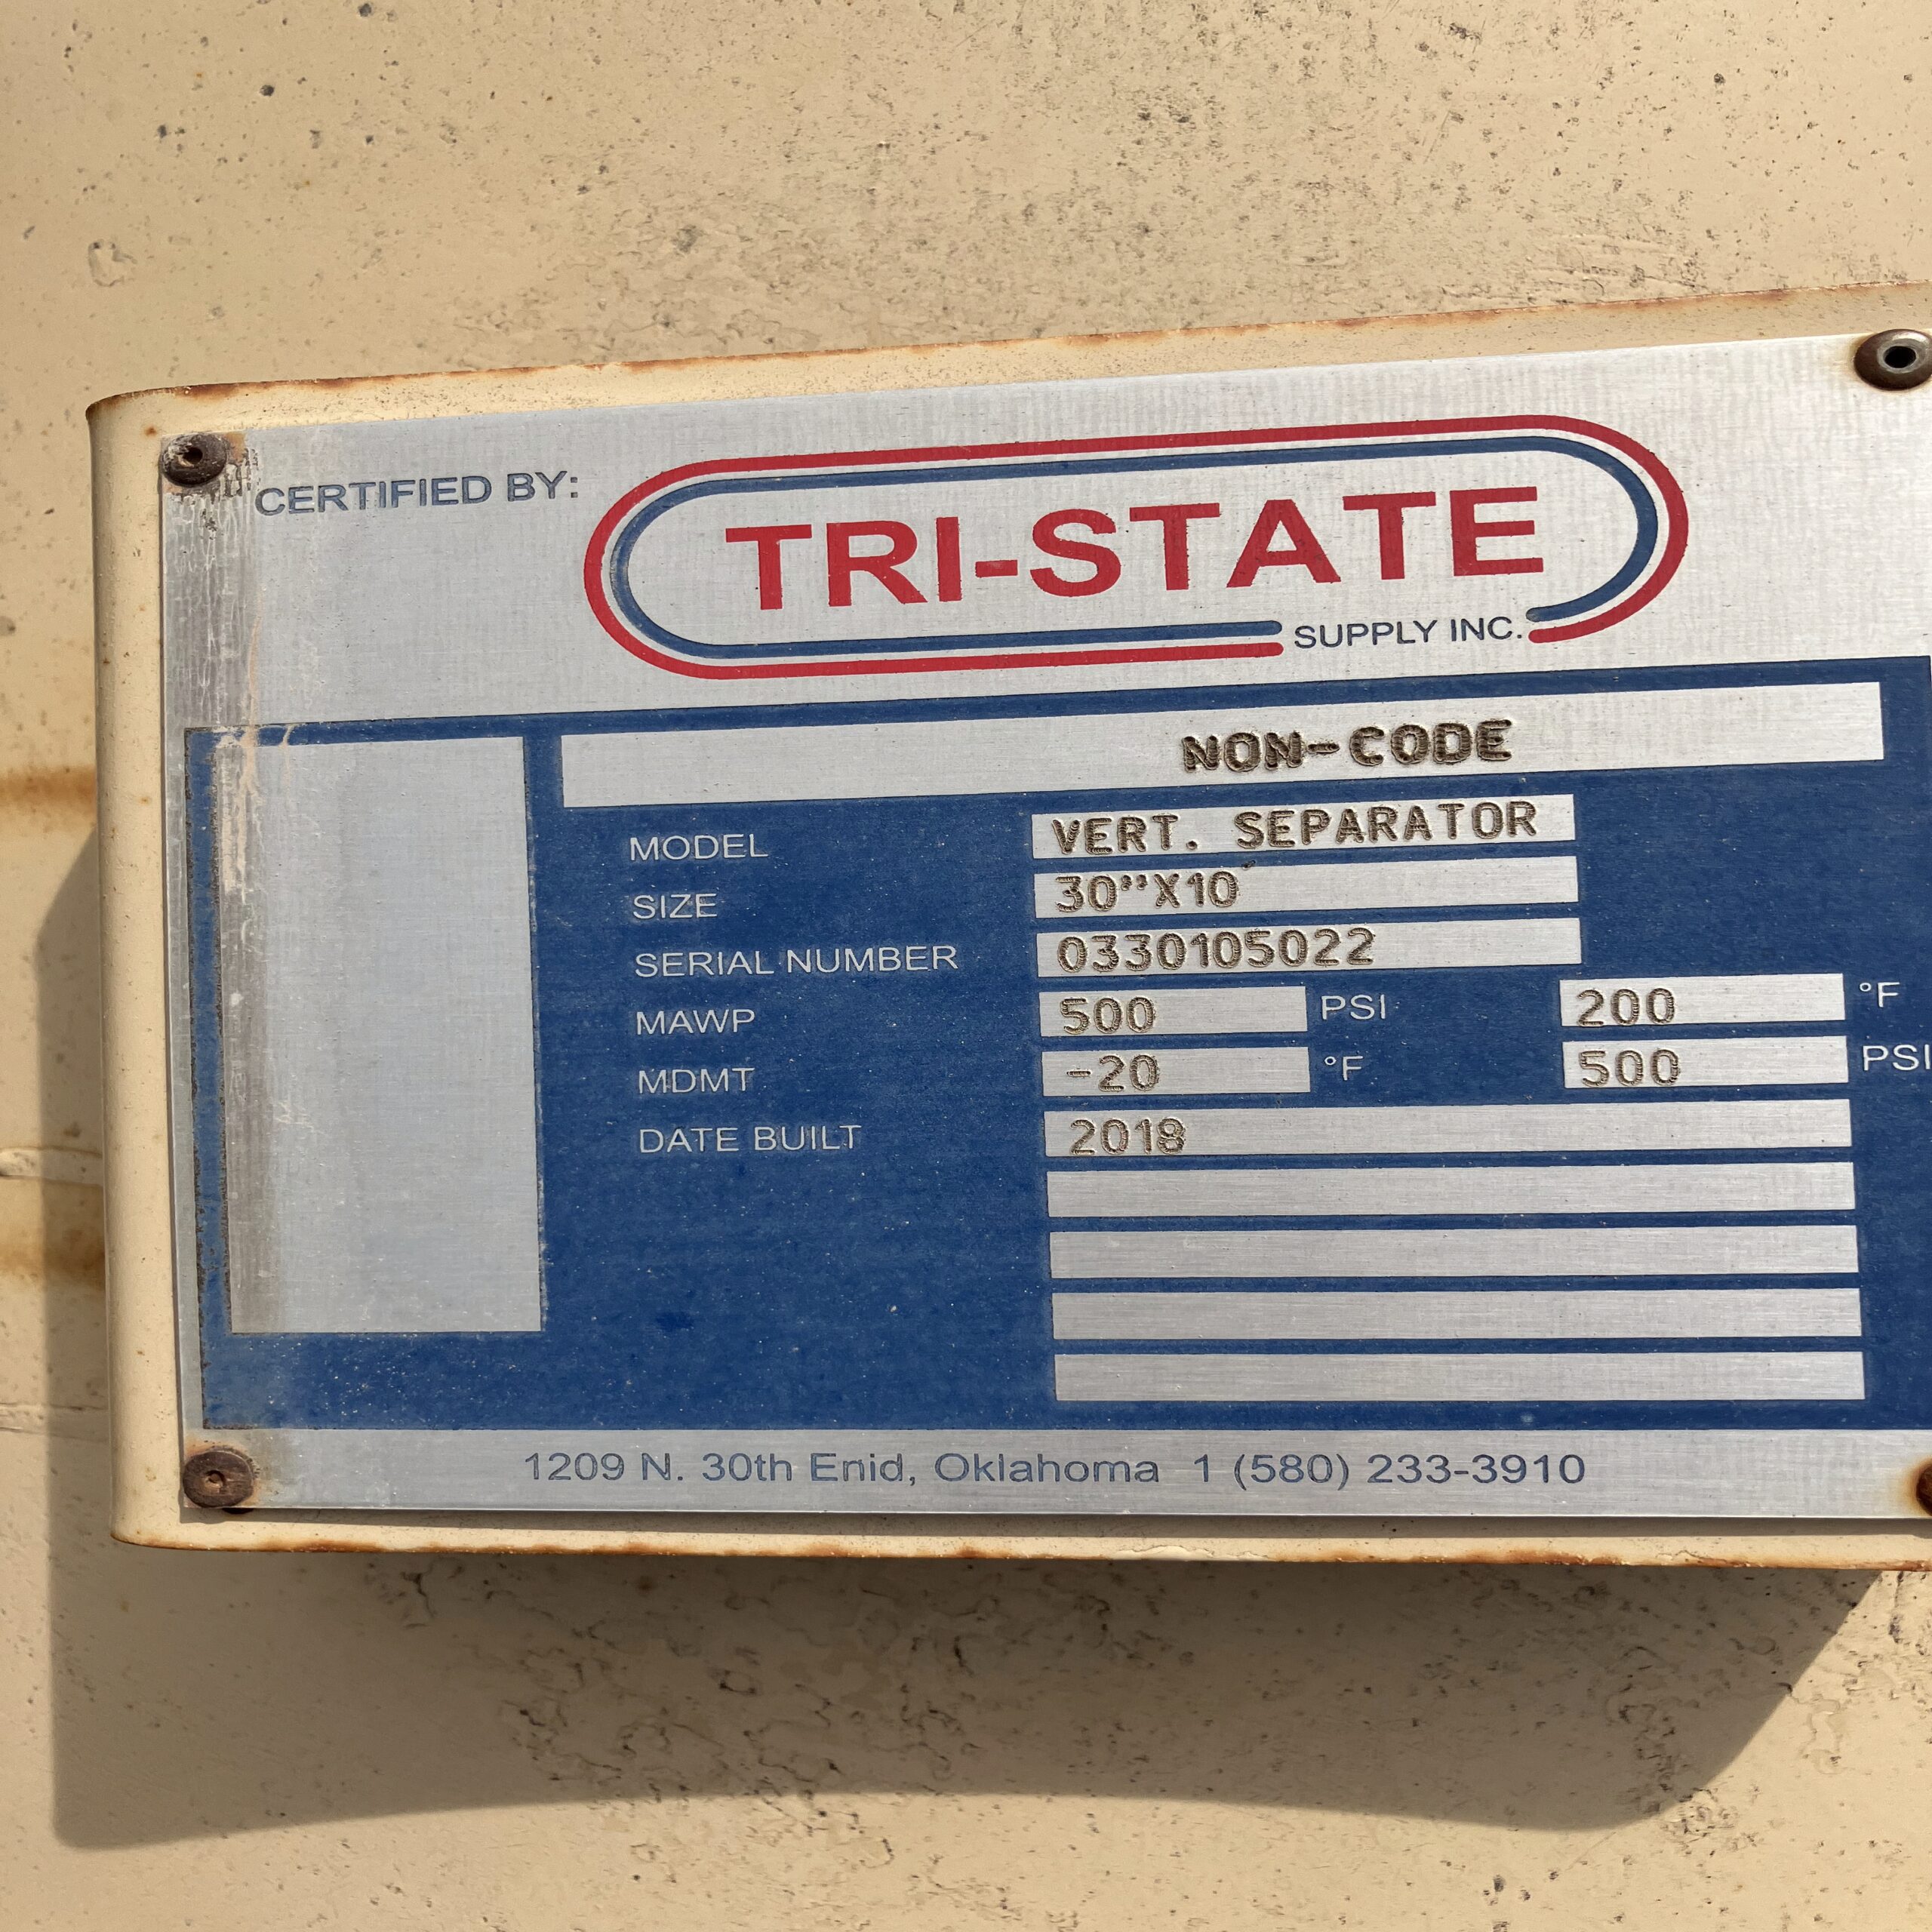 CERTIFIED BY:
TRI-STATE
SUPPLY INC.
NON-CODE
MODEL VERT. SEPARATOR
SIZE 30"X10'
SERIAL NUMBER 0330105022
MAWP 500 PSI 200 °F
MDMT -20 °F 500 PSI
DATE BUILT 2018
1209 N. 30th Enid, Oklahoma 1 (580) 233-3910